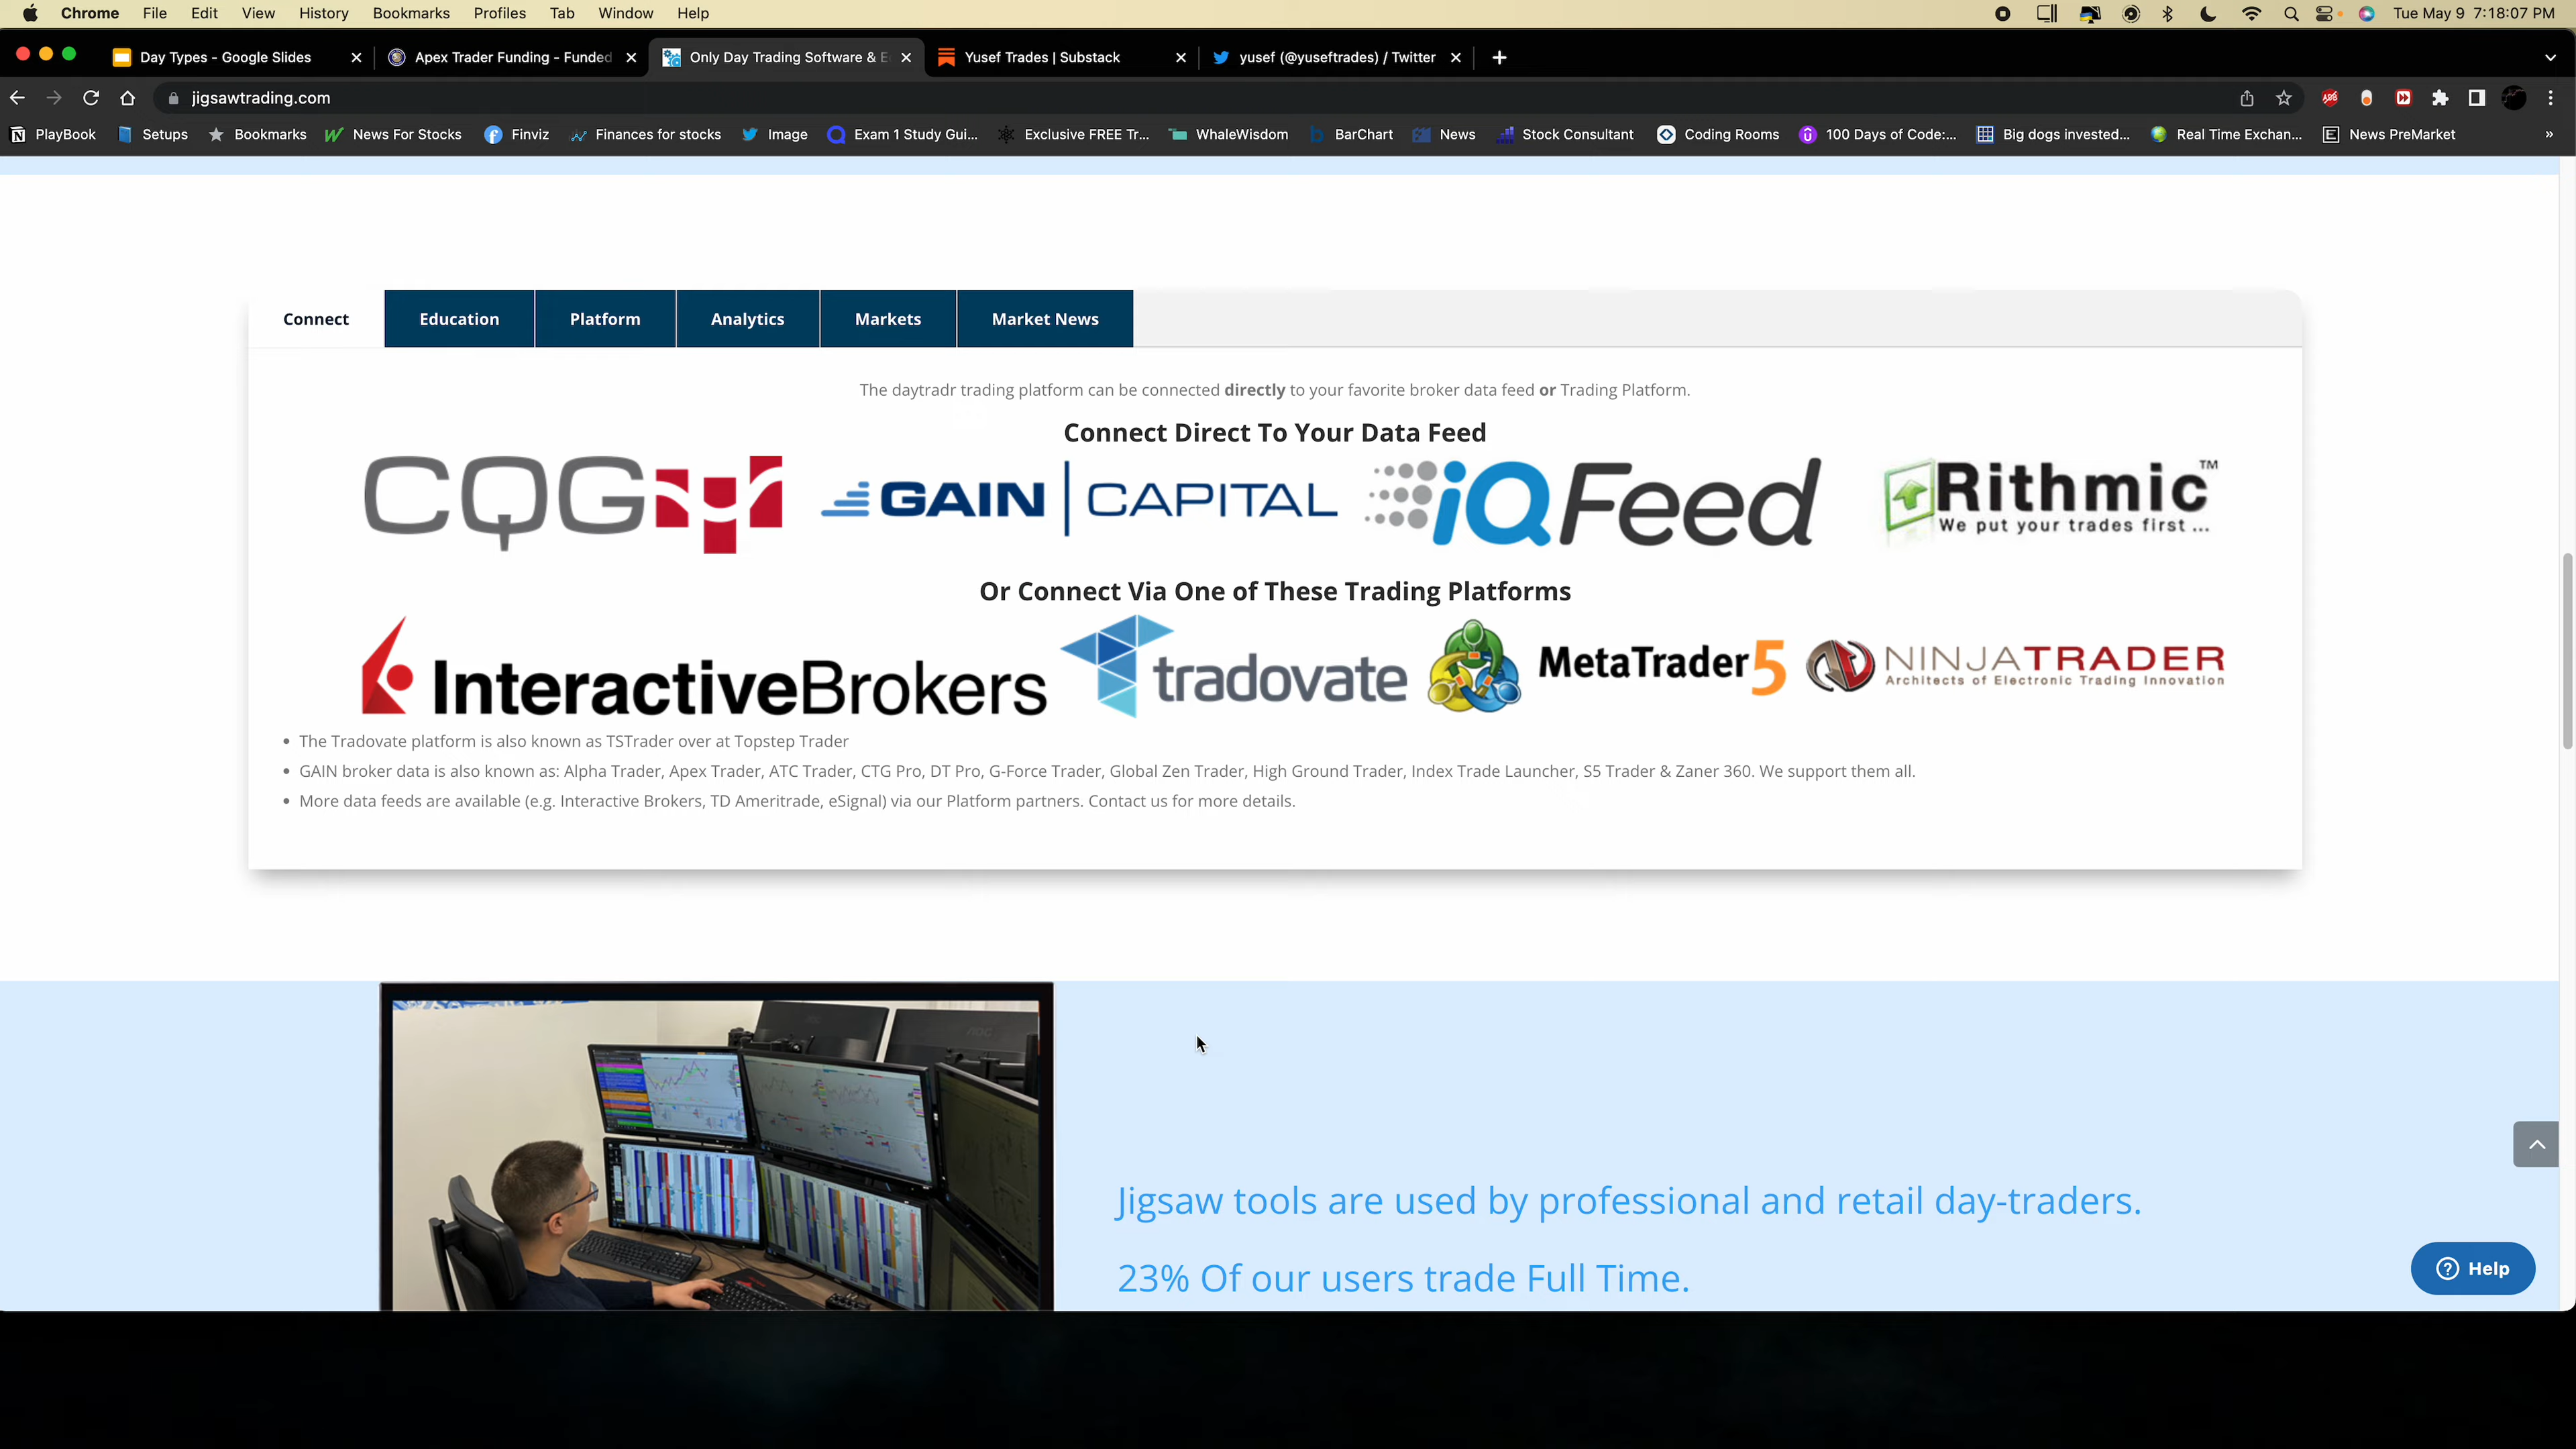 Chrome File Edit View History Bookmarks Profiles Tab Window Help Tue May 9 7:18:07 PM
Day Types - Google Slides Apex Trader Funding - Funded Only Day Trading Software & E Yusef Trades | Substack yusef (@yuseftrades) / Twitter
jigsawtrading.com
PlayBook Setups Bookmarks News For Stocks Finviz Finances for stocks Image Exam 1 Study Gui... Exclusive FREE Tr... WhaleWisdom BarChart News Stock Consultant Coding Rooms 100 Days of Code:... Big dogs invested... Real Time Exchan... News PreMarket »
Connect Education Platform Analytics Markets Market News
The daytradr trading platform can be connected directly to your favorite broker data feed or Trading Platform.
Connect Direct To Your Data Feed
CQG GAIN | CAPITAL iQFeed Rithmic™
We put your trades first ...
Or Connect Via One of These Trading Platforms
InteractiveBrokers tradovate MetaTrader 5 NINJATRADER
Architects of Electronic Trading Innovation
• The Tradovate platform is also known as TSTrader over at Topstep Trader
• GAIN broker data is also known as: Alpha Trader, Apex Trader, ATC Trader, CTG Pro, DT Pro, G-Force Trader, Global Zen Trader, High Ground Trader, Index Trade Launcher, S5 Trader & Zaner 360. We support them all.
• More data feeds are available (e.g. Interactive Brokers, TD Ameritrade, eSignal) via our Platform partners. Contact us for more details.
AOC
Jigsaw tools are used by professional and retail day-traders.
23% Of our users trade Full Time.
Help